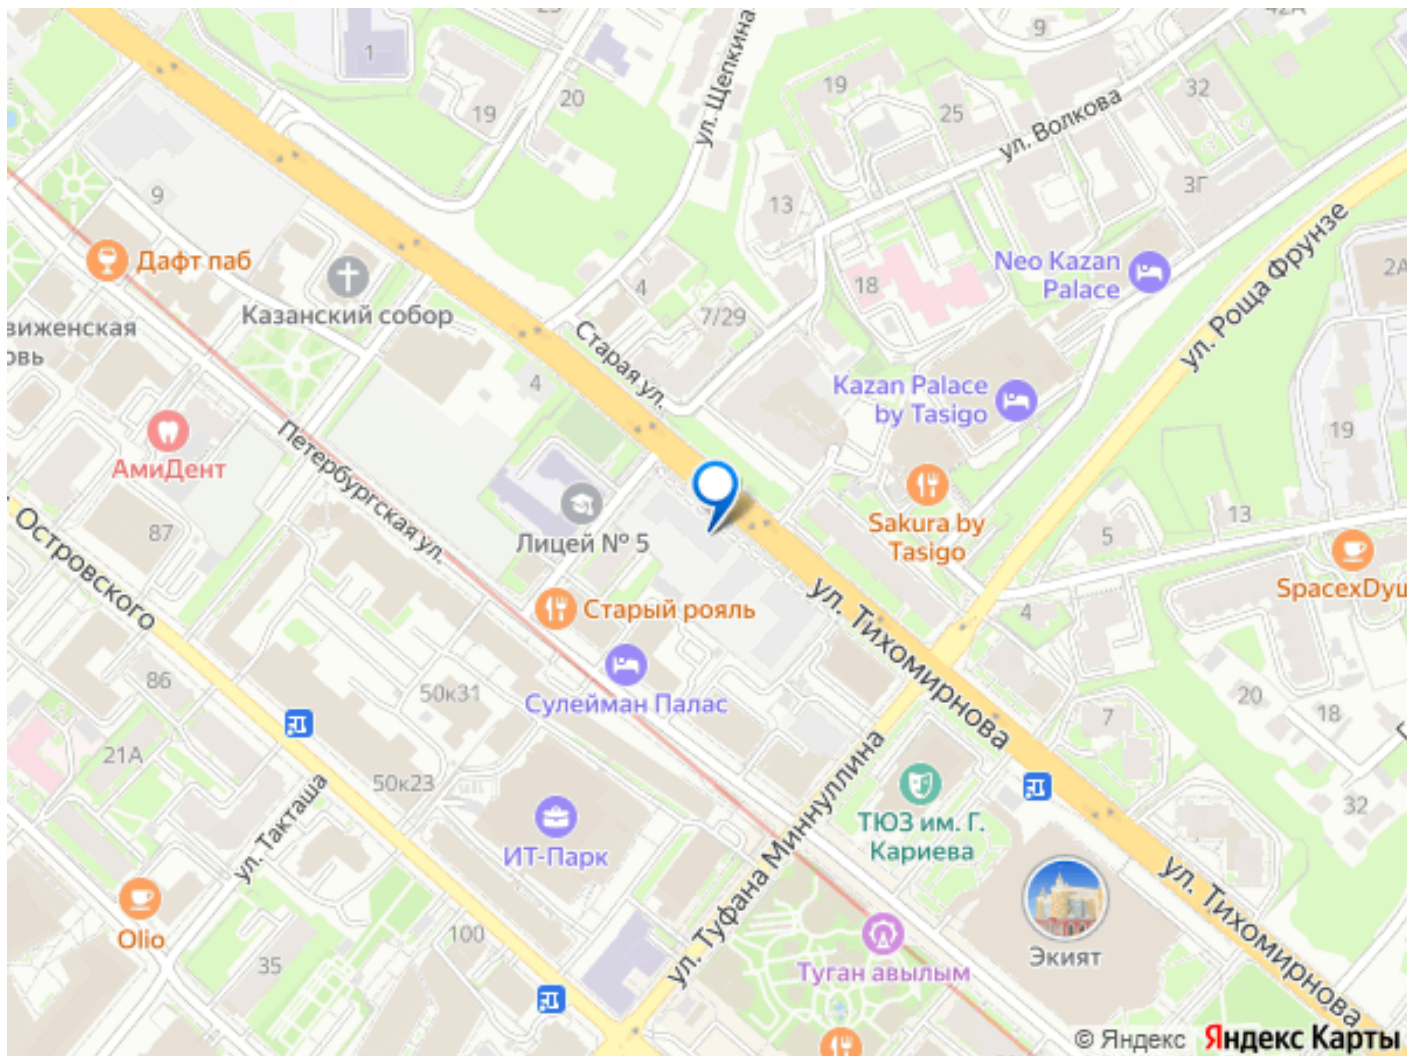 1
19
20
ул. Щепкина
9
42А
19
25
32
ул. Волкова
3Г
13
9
Дафт паб
Казанский собор
4
7/29
18
Neo Kazan
Palace
ул. Роща Фрунзе
2А
Старая ул.
4
Kazan Palace
by Tasigo
19
АмиДент
Петербургская ул.
87
Островского
Лицей № 5
Sakura by
Tasigo
13
5
SpacexДуш
4
Старый рояль
ул. Тихомирнова
86
50к31
Сулейман Палас
20
18
7
21А
50к23
ул. Такташа
ИТ-Парк
ул. Туфана Миннуллина
ТЮЗ им. Г.
Кариева
32
ул. Тихомирнова
Olio
100
35
Туган авылым
Экият
© Яндекс Яндекс Карты